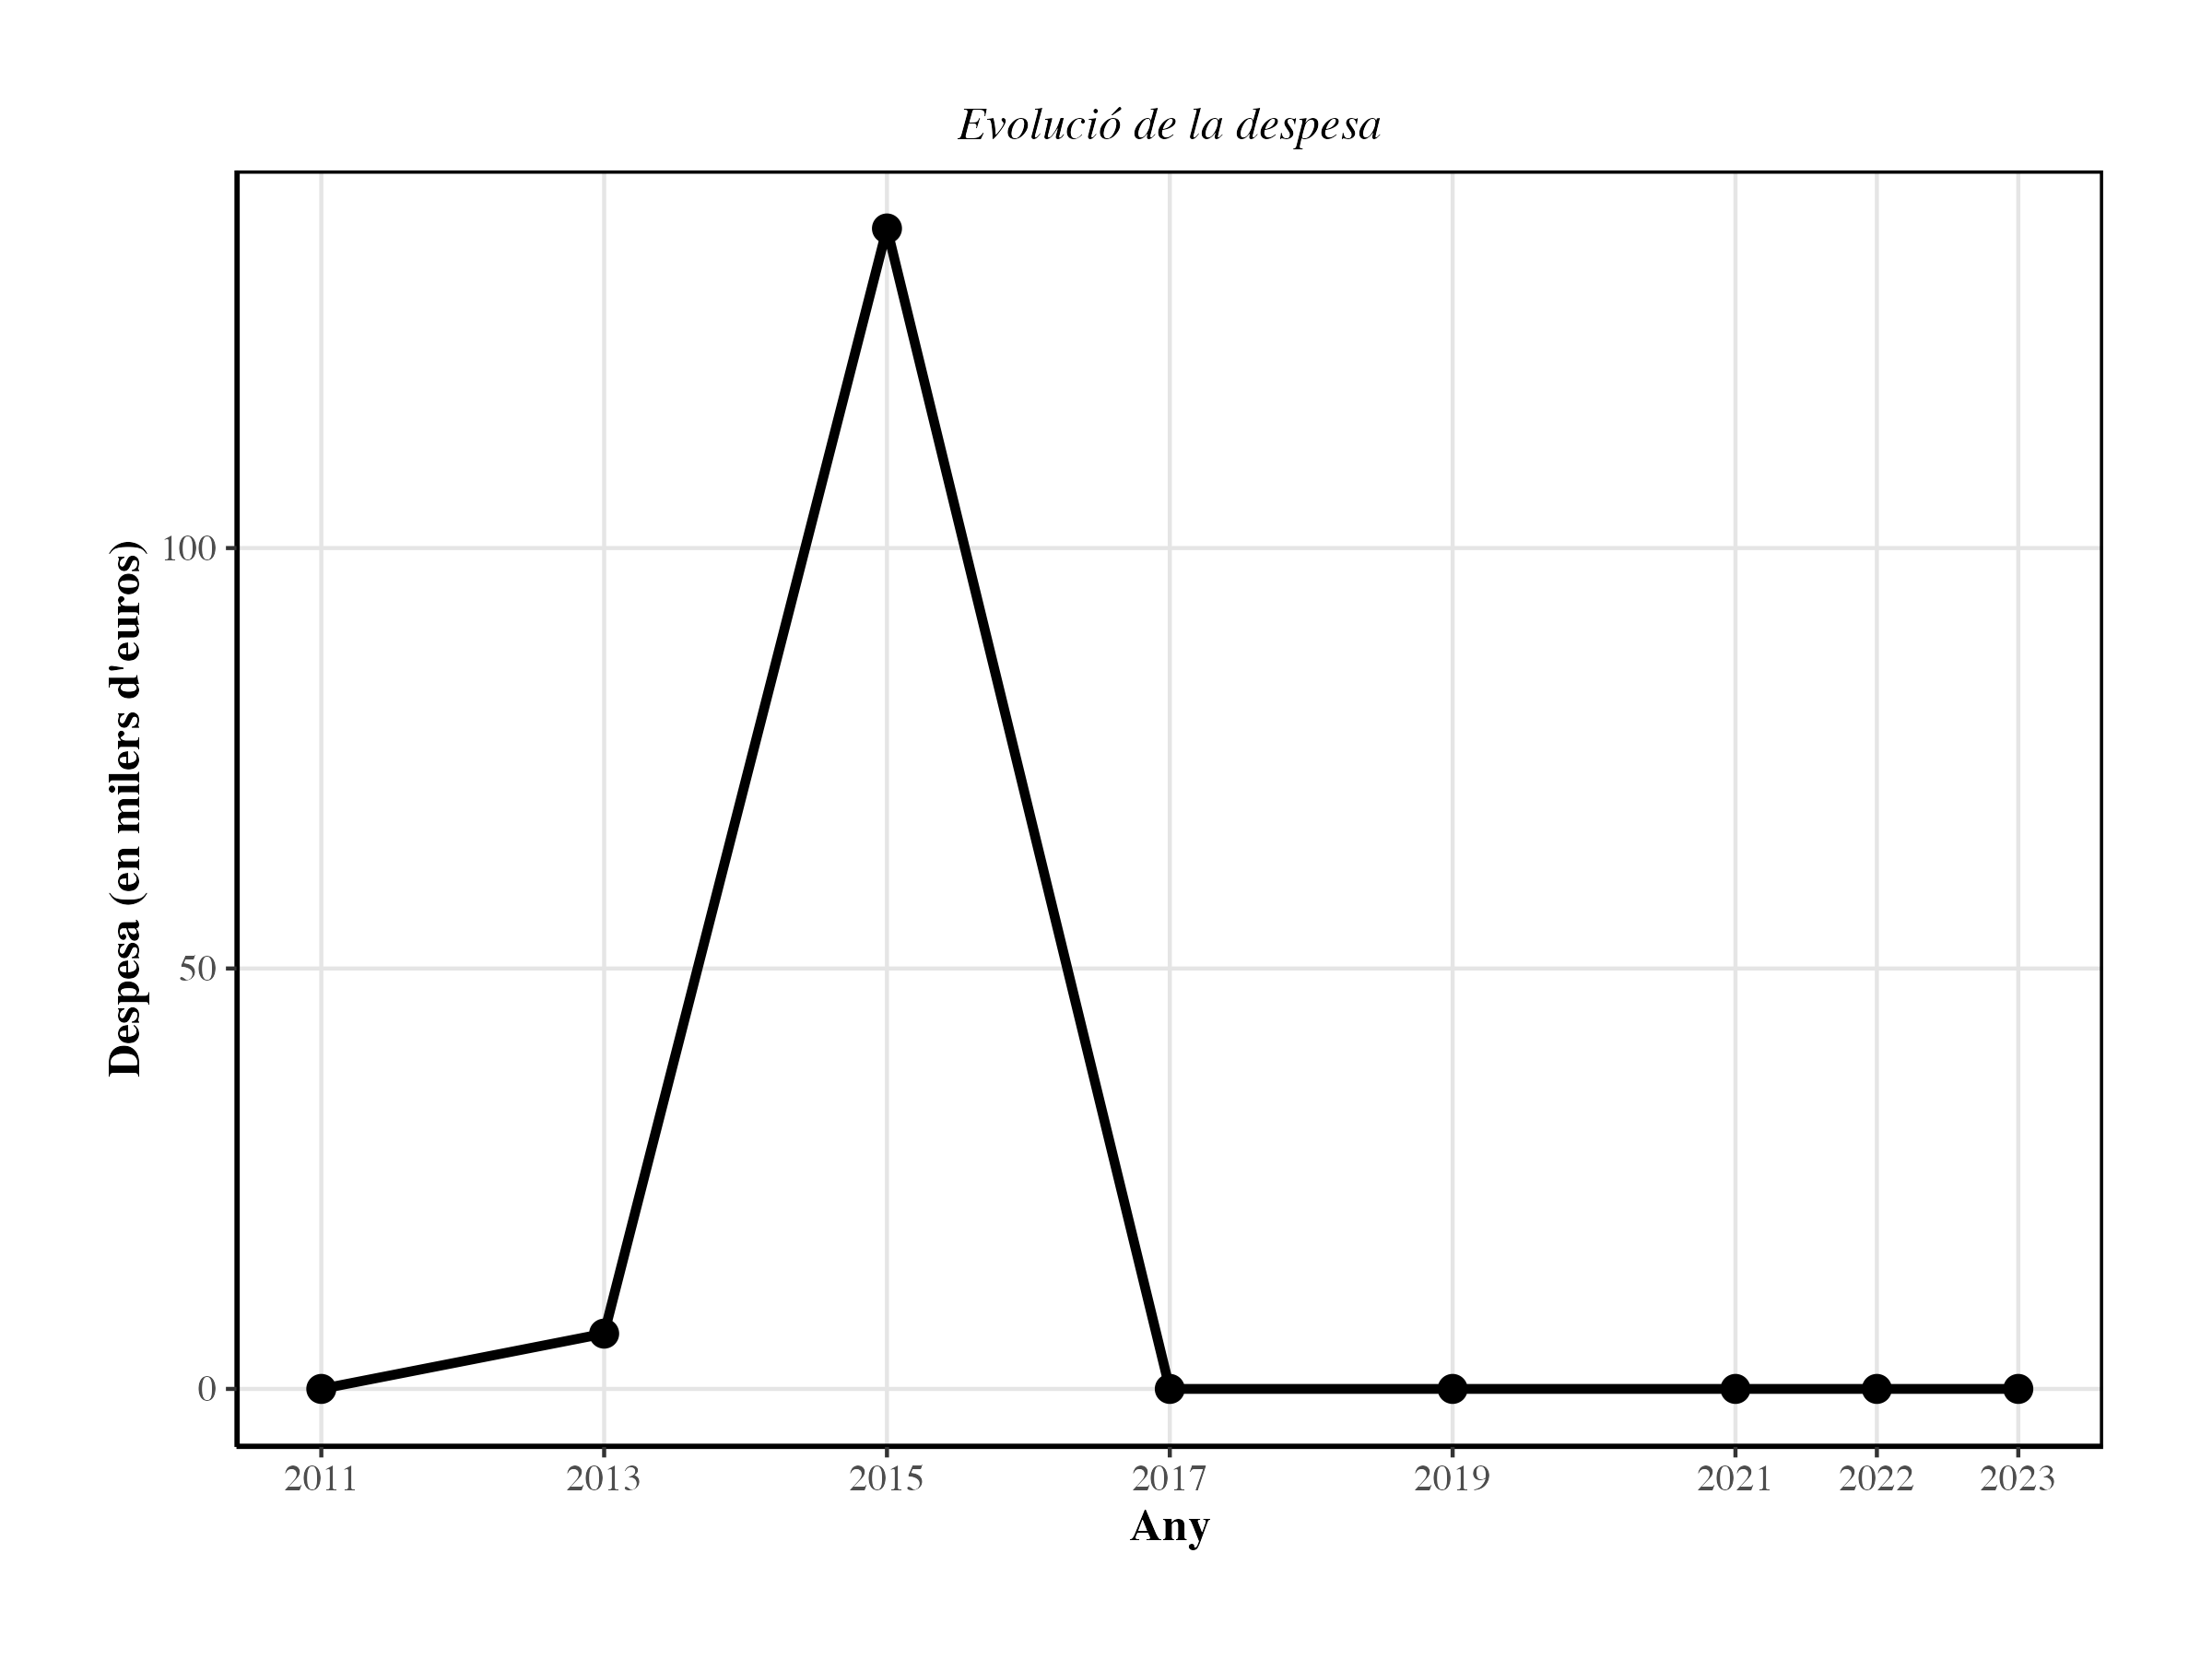 Evolució de la despesa
Despesa (en milers d'euros)
100
50
0
2011 2013 2015 2017 2019 2021 2022 2023
Any